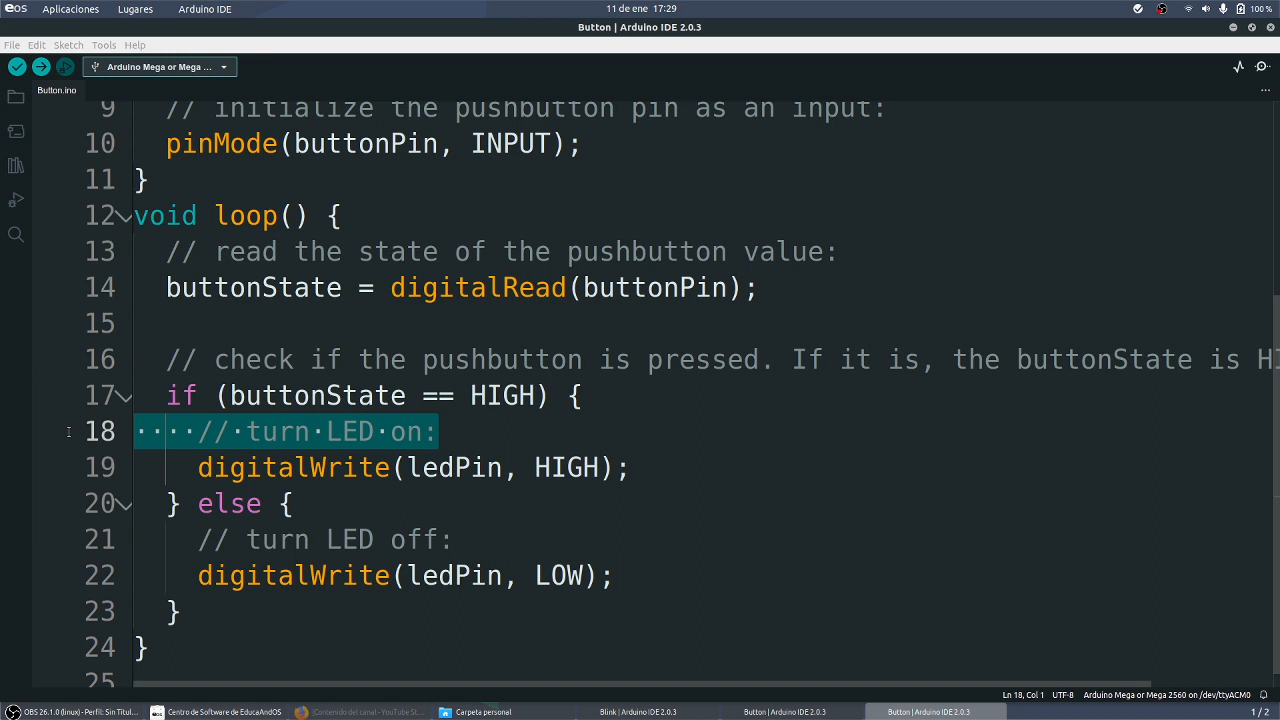 eos Aplicaciones Lugares Arduino IDE 11 de ene 17:29 100 %
Button | Arduino IDE 2.0.3
File Edit Sketch Tools Help
Arduino Mega or Mega ...
Button.ino
9 // initialize the pushbutton pin as an input:
10 pinMode(buttonPin, INPUT);
11 }
12 void loop() {
13 // read the state of the pushbutton value:
14 buttonState = digitalRead(buttonPin);
15
16 // check if the pushbutton is pressed. If it is, the buttonState is HI
17 if (buttonState == HIGH) {
18 ····//·turn·LED·on:
19 digitalWrite(ledPin, HIGH);
20 } else {
21 // turn LED off:
22 digitalWrite(ledPin, LOW);
23 }
24 }
25
Ln 18, Col 1 UTF-8 Arduino Mega or Mega 2560 on /dev/ttyACM0
OBS 26.1.0 (linux) - Perfil: Sin Titul... Centro de Software de EducaAndOS [Contenido del canal - YouTube St... Carpeta personal Blink | Arduino IDE 2.0.3 Button | Arduino IDE 2.0.3 Button | Arduino IDE 2.0.3 1 / 2